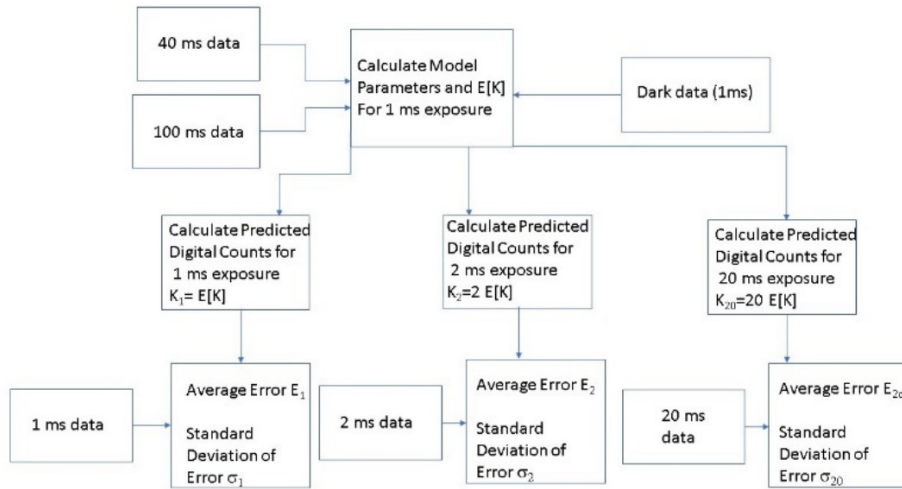 40 ms data
100 ms data
Calculate Model
Parameters and E[K]
For 1 ms exposure
Dark data (1ms)
Calculate Predicted
Digital Counts for
1 ms exposure
K₁= E[K]
Calculate Predicted
Digital Counts for
2 ms exposure
K₂=2 E[K]
Calculate Predicted
Digital Counts for
20 ms exposure
K₂₀=20 E[K]
1 ms data
Average Error E₁
Standard
Deviation of
Error σ₁
2 ms data
Average Error E₂
Standard
Deviation of
Error σ₂
20 ms
data
Average Error E₂
Standard
Deviation of
Error σ₂₀